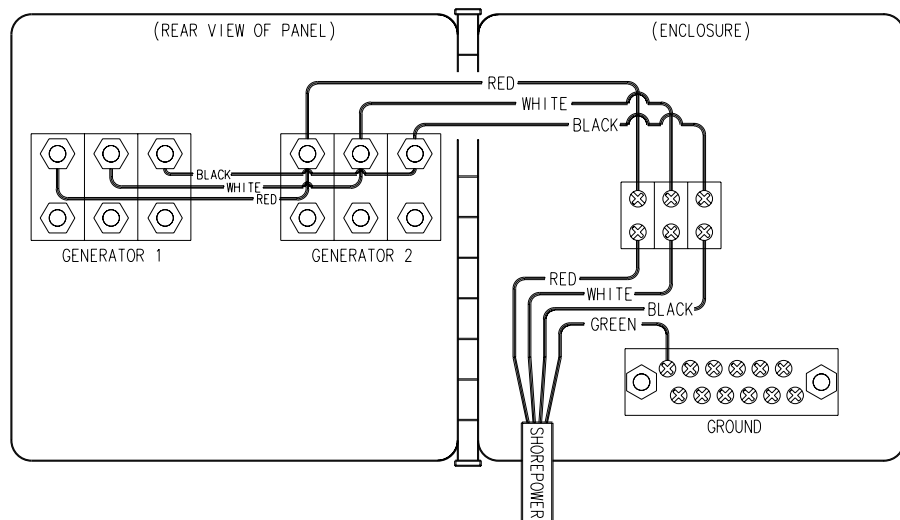 (REAR VIEW OF PANEL)
(ENCLOSURE)
RED
WHITE
BLACK
BLACK
WHITE
RED
GENERATOR 1
GENERATOR 2
RED
WHITE
BLACK
GREEN
GROUND
SHOREPOWER